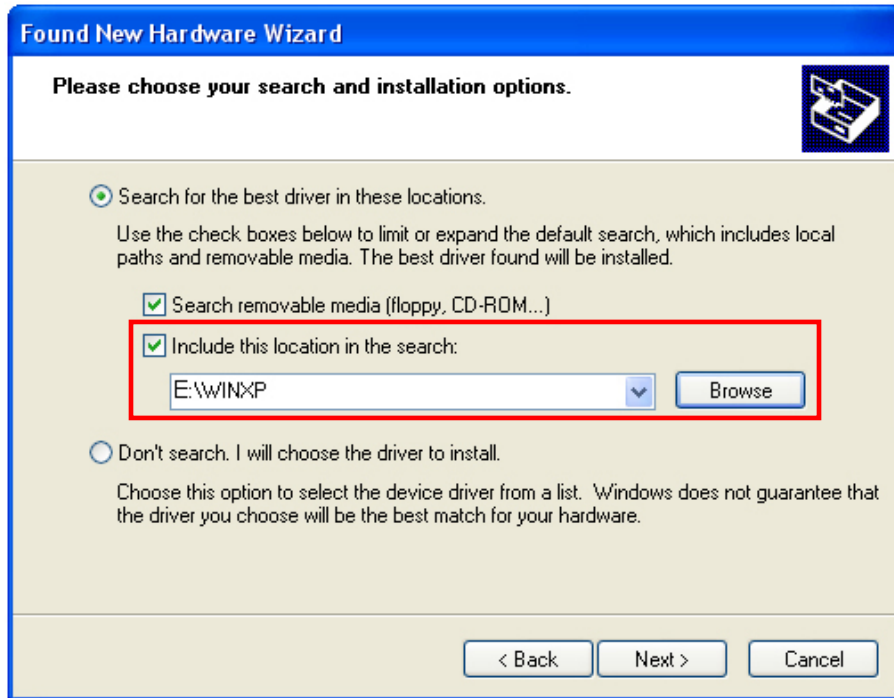 Found New Hardware Wizard
Please choose your search and installation options.
Search for the best driver in these locations.
Use the check boxes below to limit or expand the default search, which includes local
paths and removable media. The best driver found will be installed.
Search removable media (floppy, CD-ROM...)
Include this location in the search:
E:\WINXP
Browse
Don't search. I will choose the driver to install.
Choose this option to select the device driver from a list. Windows does not guarantee that
the driver you choose will be the best match for your hardware.
< Back
Next >
Cancel